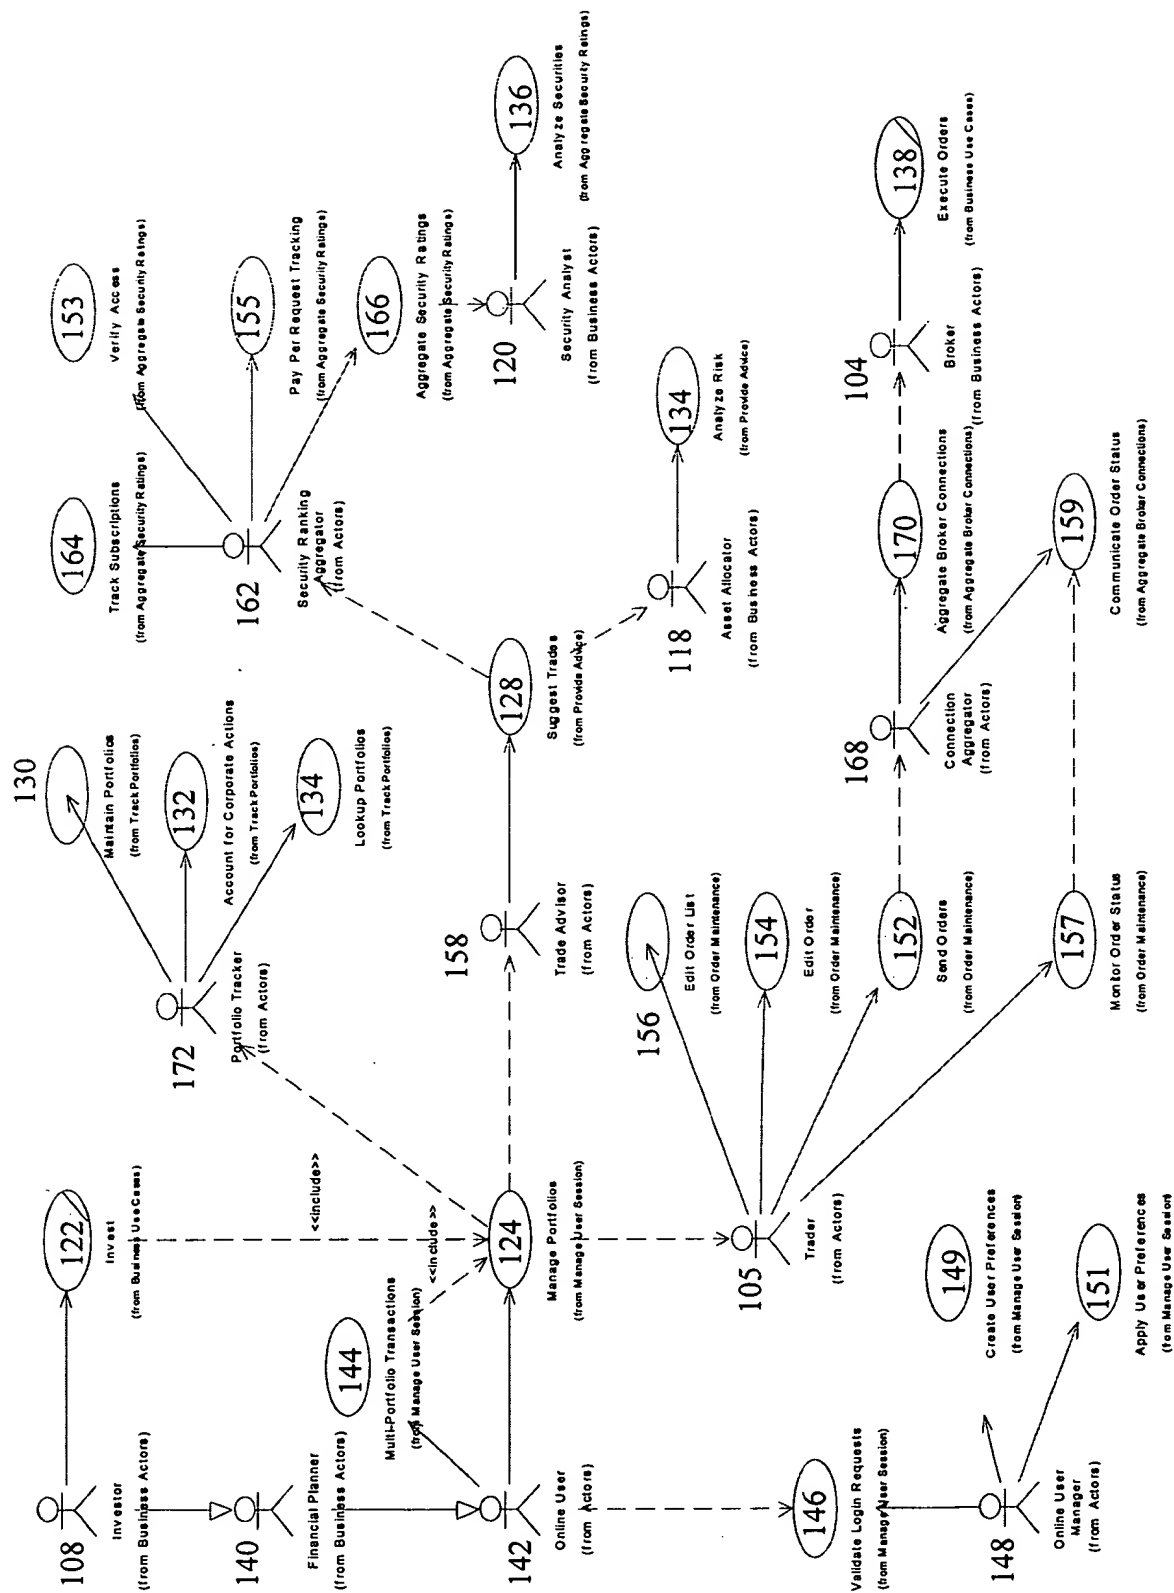 108
Investor
(from Business Actors)
122
Invest
(from Business Use Cases)
<<include>>
140
Financial Planner
(from Business Actors)
144
Multi-Portfolio Transactions
(from Manage User Session)
<<include>>
142
Online User
(from Actors)
124
Manage Portfolios
(from Manage User Session)
146
Validate Login Requests
(from Manage User Session)
148
Online User
Manager
(from Actors)
149
Create User Preferences
(from Manage User Session)
151
Apply User Preferences
(from Manage User Session)
172
Portfolio Tracker
(from Actors)
130
Maintain Portfolios
(from Track Portfolios)
132
Account for Corporate Actions
(from Track Portfolios)
134
Lookup Portfolios
(from Track Portfolios)
158
Trade Advisor
(from Actors)
128
Suggest Trades
(from Provide Advice)
105
Trader
(from Actors)
156
Edit Order List
(from Order Maintenance)
154
Edit Order
(from Order Maintenance)
152
Send Orders
(from Order Maintenance)
157
Monitor Order Status
(from Order Maintenance)
162
Security Ranking
Aggregator
(from Actors)
164
Track Subscriptions
(from Aggregate Security Ratings)
153
Verify Access
(from Aggregate Security Ratings)
155
Pay Per Request Tracking
(from Aggregate Security Ratings)
166
Aggregate Security Ratings
(from Aggregate Security Ratings)
120
Security Analyst
(from Business Actors)
136
Analyze Securities
(from Aggregate Security Ratings)
118
Asset Allocator
(from Business Actors)
134
Analyze Risk
(from Provide Advice)
168
Connection
Aggregator
(from Actors)
170
Aggregate Broker Connections
(from Aggregate Broker Connections)
104
Broker
(from Business Actors)
138
Execute Orders
(from Business Use Cases)
159
Communicate Order Status
(from Aggregate Broker Connections)